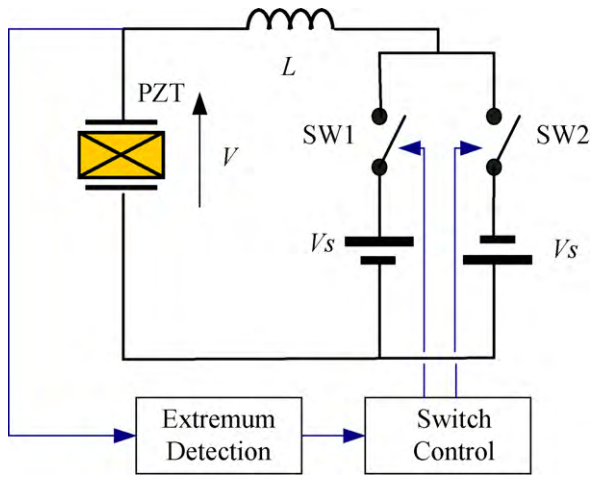 L
PZT
V
SW1
SW2
Vs
Vs
Extremum
Detection
Switch
Control